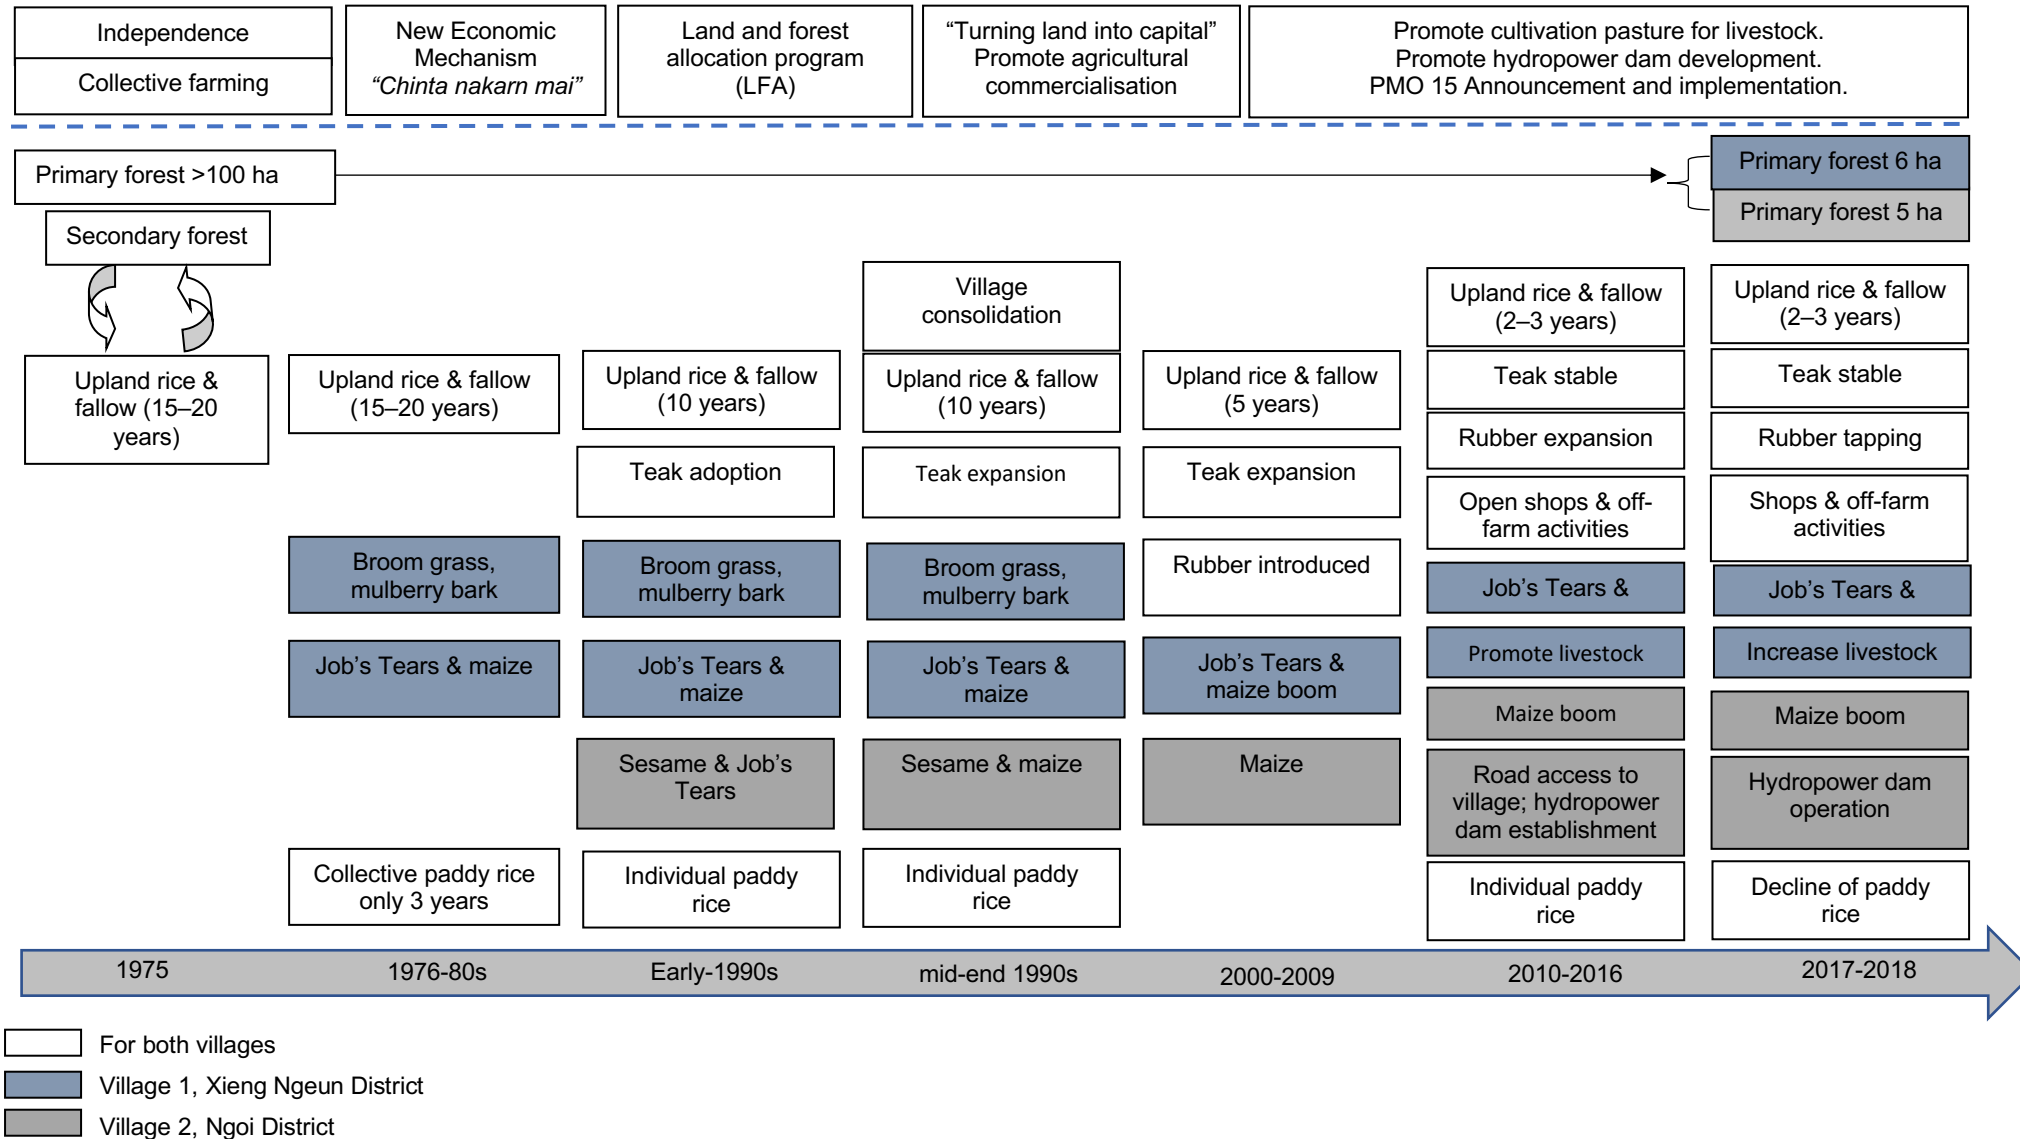 Independence
Collective farming
New Economic
Mechanism
“Chinta nakarn mai”
Land and forest
allocation program
(LFA)
“Turning land into capital”
Promote agricultural
commercialisation
Promote cultivation pasture for livestock.
Promote hydropower dam development.
PMO 15 Announcement and implementation.
Primary forest >100 ha
Primary forest 6 ha
Primary forest 5 ha
Secondary forest
Upland rice &
fallow (15–20
years)
Upland rice & fallow
(15–20 years)
Broom grass,
mulberry bark
Job’s Tears & maize
Collective paddy rice
only 3 years
Upland rice & fallow
(10 years)
Teak adoption
Broom grass,
mulberry bark
Job’s Tears &
maize
Sesame & Job’s
Tears
Individual paddy
rice
Village
consolidation
Upland rice & fallow
(10 years)
Teak expansion
Broom grass,
mulberry bark
Job’s Tears &
maize
Sesame & maize
Individual paddy
rice
Upland rice & fallow
(5 years)
Teak expansion
Rubber introduced
Job’s Tears &
maize boom
Maize
Upland rice & fallow
(2–3 years)
Teak stable
Rubber expansion
Open shops & off-
farm activities
Job’s Tears &
Promote livestock
Maize boom
Road access to
village; hydropower
dam establishment
Individual paddy
rice
Upland rice & fallow
(2–3 years)
Teak stable
Rubber tapping
Shops & off-farm
activities
Job’s Tears &
Increase livestock
Maize boom
Hydropower dam
operation
Decline of paddy
rice
1975
1976-80s
Early-1990s
mid-end 1990s
2000-2009
2010-2016
2017-2018
For both villages
Village 1, Xieng Ngeun District
Village 2, Ngoi District